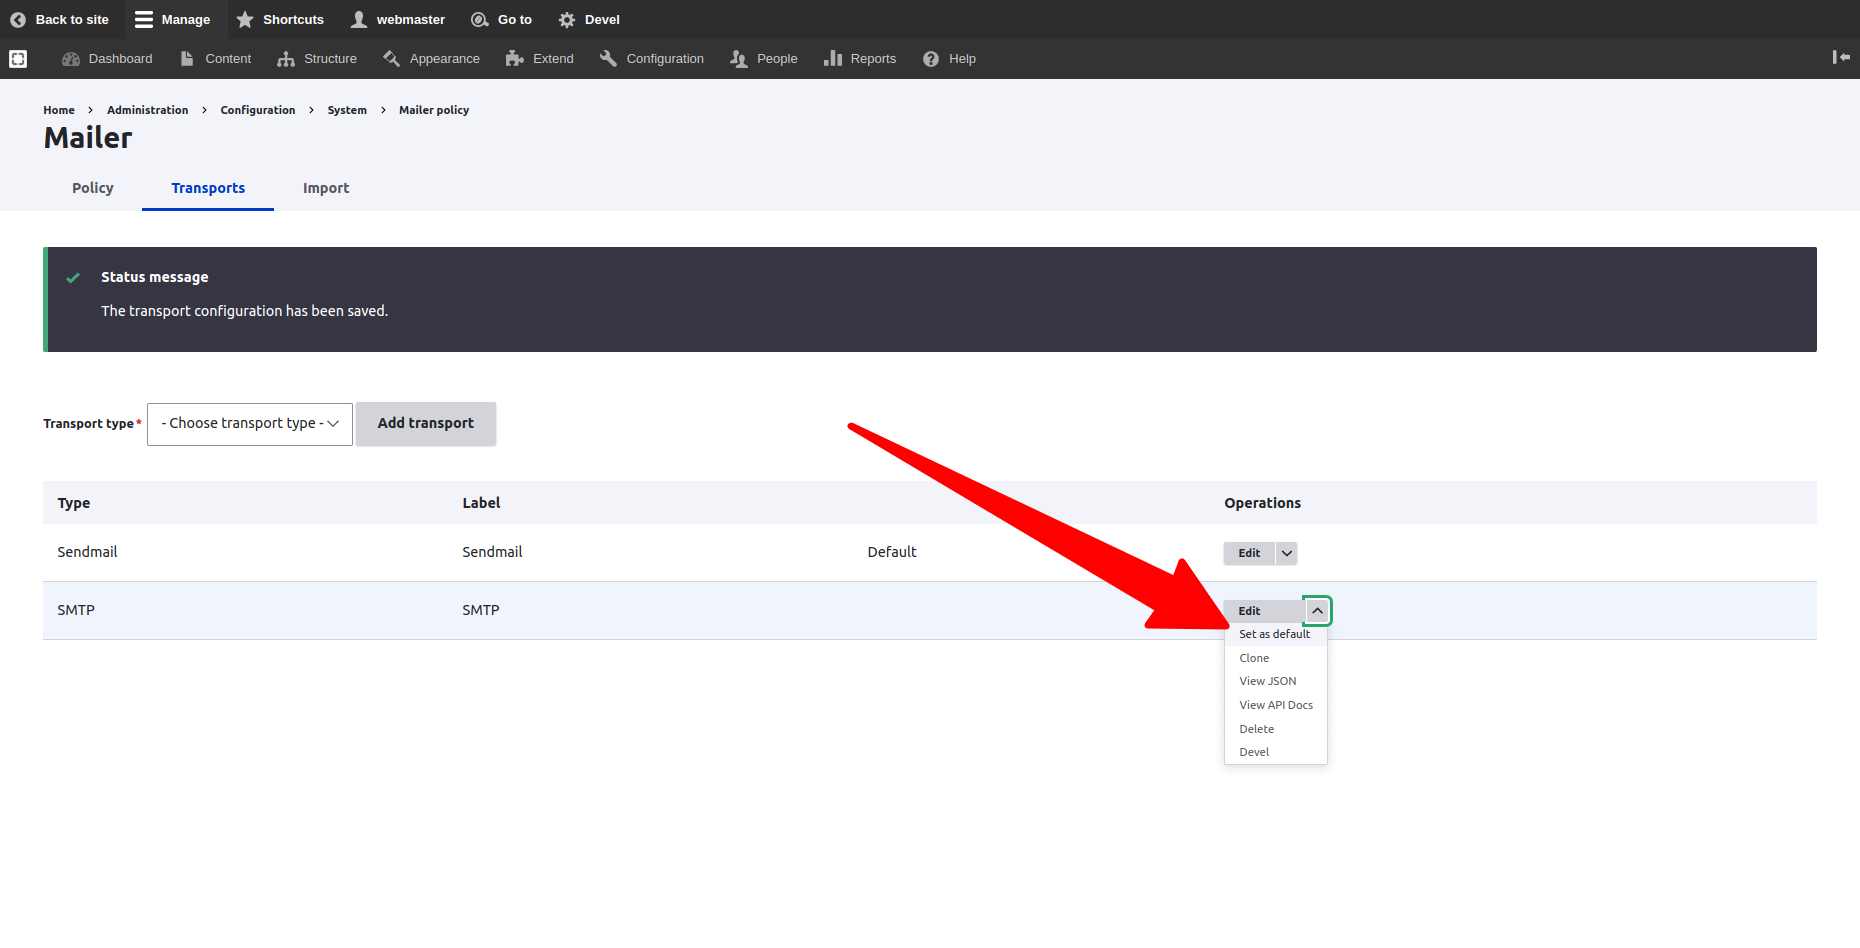 Back to site Manage Shortcuts webmaster Go to Devel
Dashboard Content Structure Appearance Extend Configuration People Reports Help
Home > Administration > Configuration > System > Mailer policy
Mailer
Policy Transports Import
Status message
The transport configuration has been saved.
Transport type* - Choose transport type - Add transport
Type Label Operations
Sendmail Sendmail Default Edit
SMTP SMTP Edit
Set as default
Clone
View JSON
View API Docs
Delete
Devel